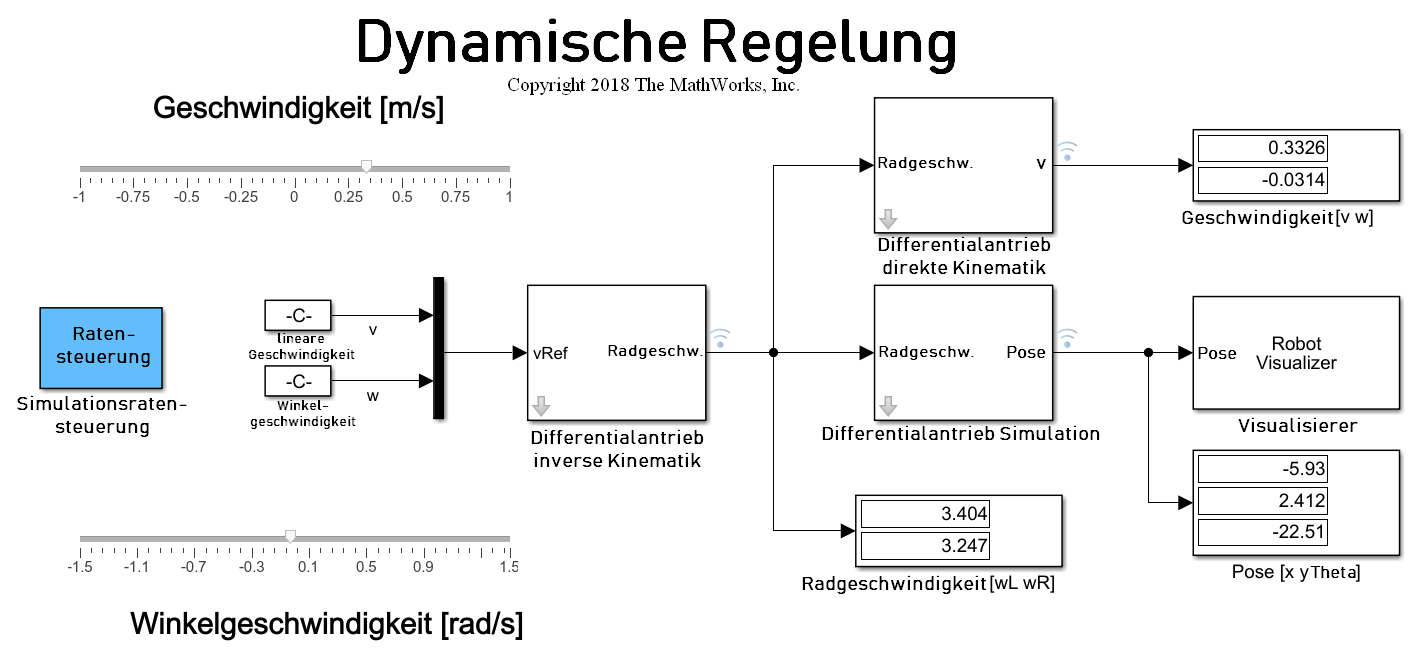 Dynamische Regelung
Copyright 2018 The MathWorks, Inc.
Geschwindigkeit [m/s]
-1 -0.75 -0.5 -0.25 0 0.25 0.5 0.75 1
Raten-
steuerung
Simulationsraten-
steuerung
-C-
v
lineare
Geschwindigkeit
-C-
w
Winkel-
geschwindigkeit
vRef
Radgeschw.
Differentialantrieb
inverse Kinematik
Radgeschw.
v
Differentialantrieb
direkte Kinematik
0.3326
-0.0314
Geschwindigkeit[v w]
Radgeschw.
Pose
Differentialantrieb Simulation
Pose
Robot
Visualizer
Visualisierer
-5.93
2.412
-22.51
Pose [x yTheta]
3.404
3.247
Radgeschwindigkeit[wL wR]
-1.5 -1.1 -0.7 -0.3 0.1 0.5 0.9 1.5
Winkelgeschwindigkeit [rad/s]